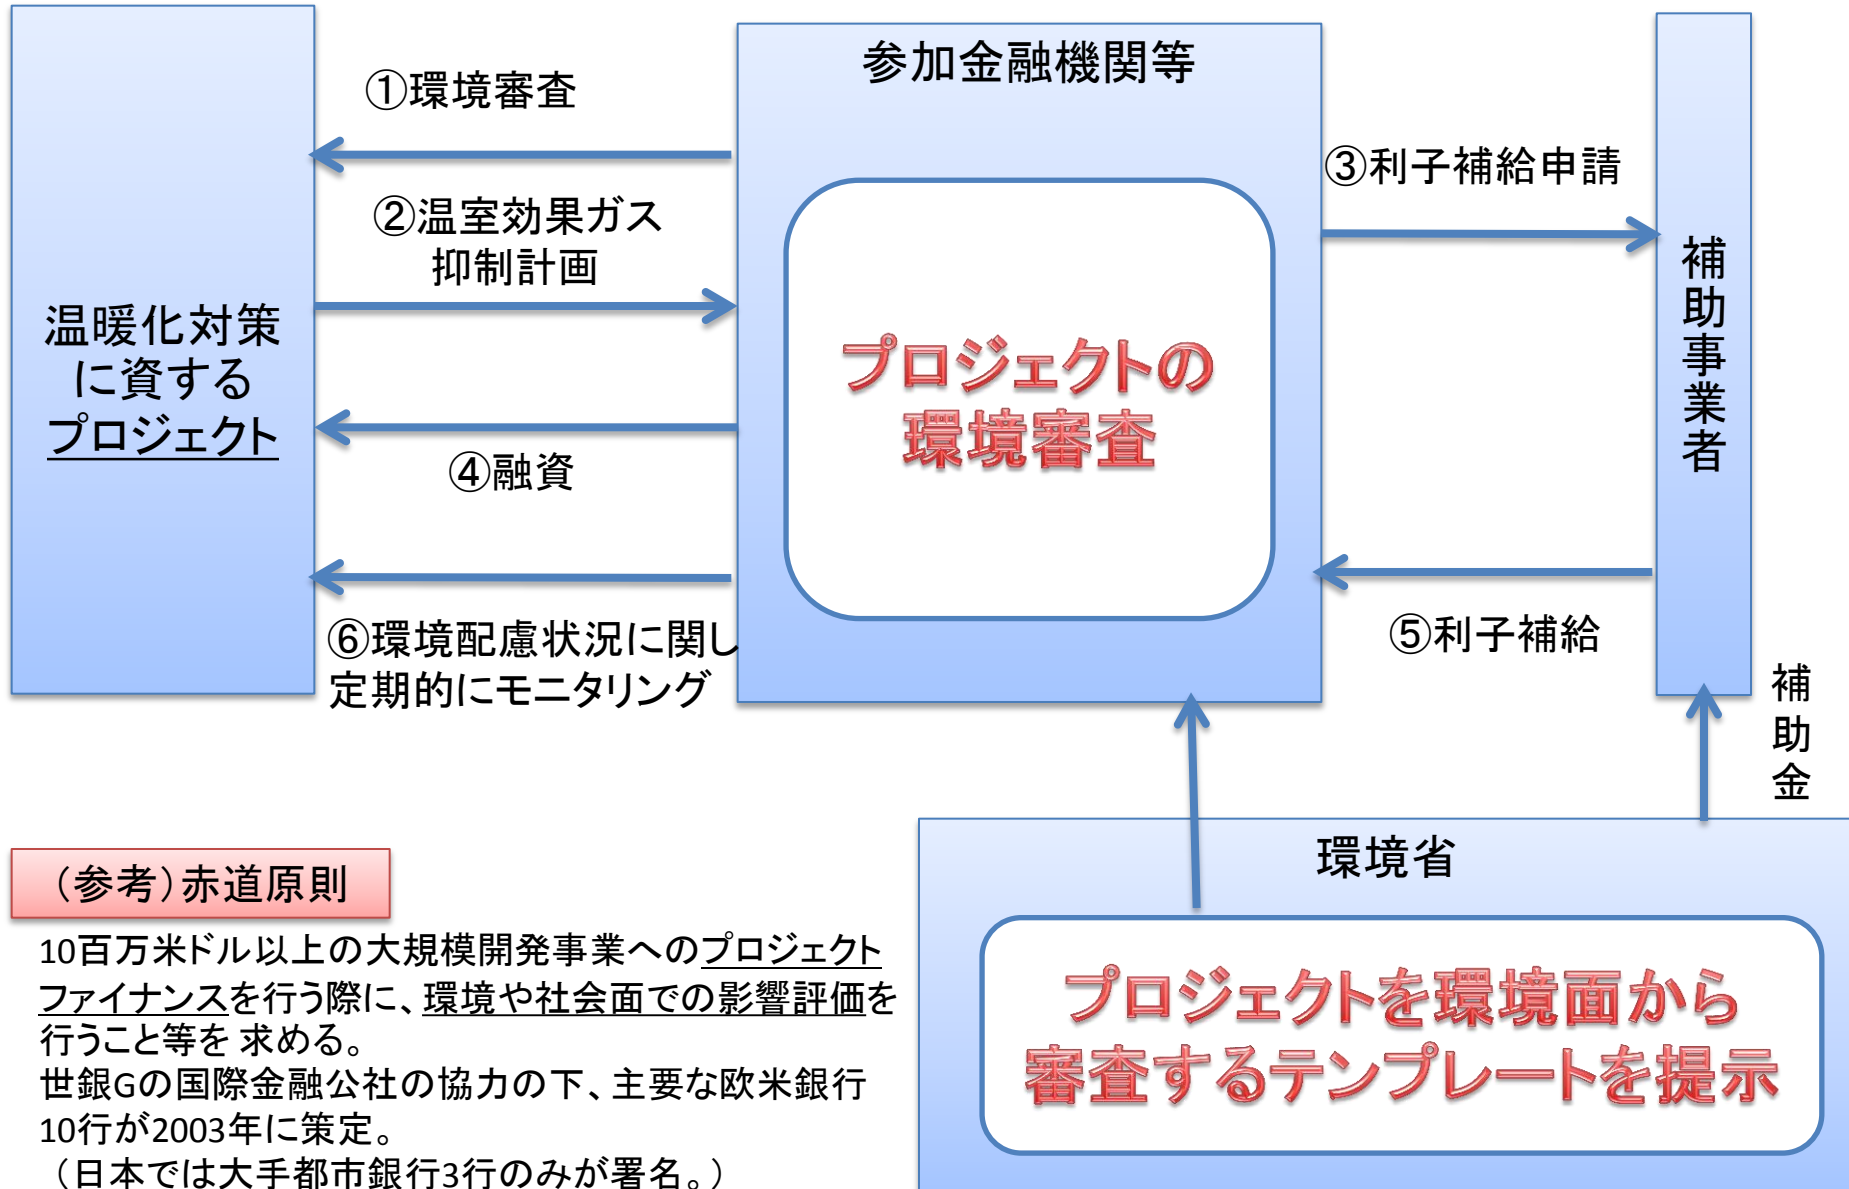 参加金融機関等
①環境審査
③利子補給申請
②温室効果ガス
抑制計画
温暖化対策
に資する
プロジェクト
プロジェクトの
環境審査
補助事業者
④融資
⑥環境配慮状況に関し
定期的にモニタリング
⑤利子補給
補助金
環境省
プロジェクトを環境面から
審査するテンプレートを提示
（参考）赤道原則
10百万米ドル以上の大規模開発事業へのプロジェクト
ファイナンスを行う際に、環境や社会面での影響評価を
行うこと等を 求める。
世銀Gの国際金融公社の協力の下、主要な欧米銀行
10行が2003年に策定。
（日本では大手都市銀行3行のみが署名。）